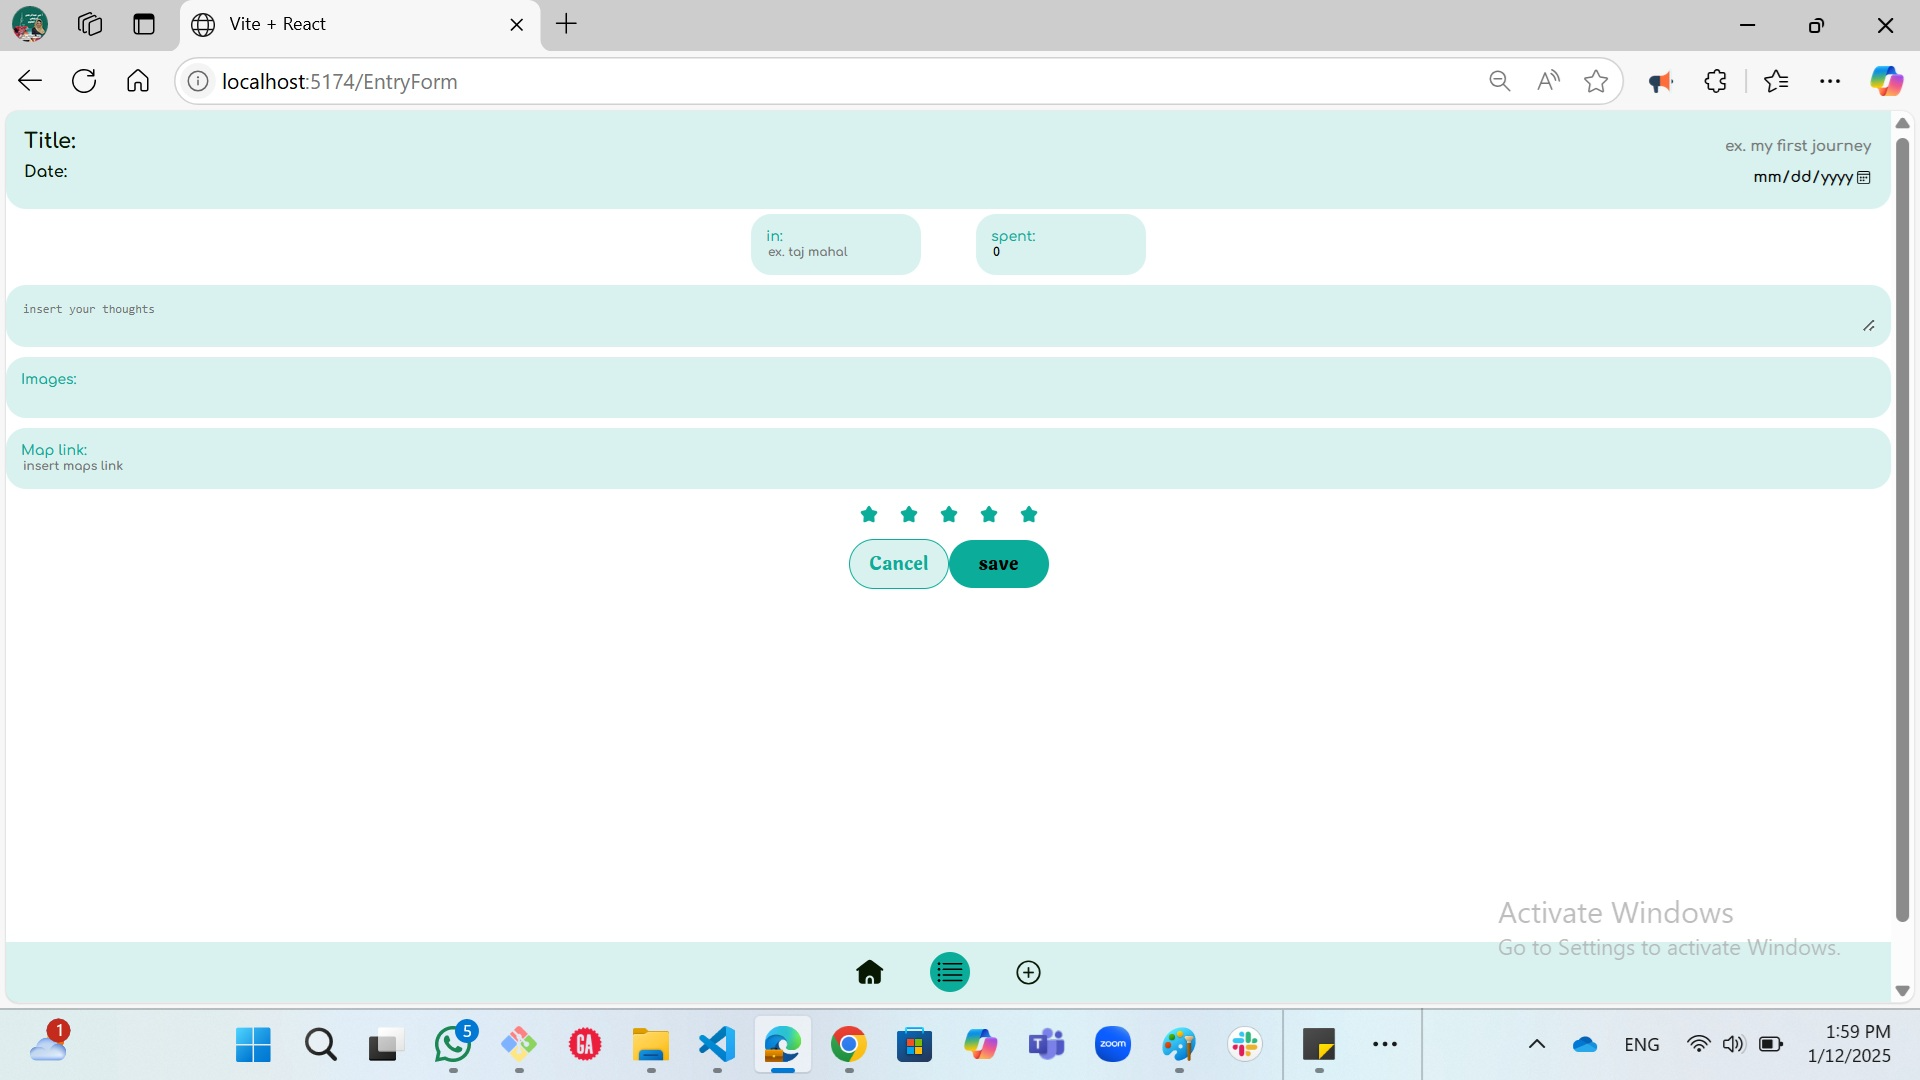 Vite + React
localhost:5174/EntryForm
Title:
ex. my first journey
Date:
mm/dd/yyyy
in:
ex. taj mahal
spent:
0
insert your thoughts
Images:
Map link:
insert maps link
Cancel
save
Activate Windows
Go to Settings to activate Windows.
1
5
GA
T
zoom
ENG
1:59 PM
1/12/2025